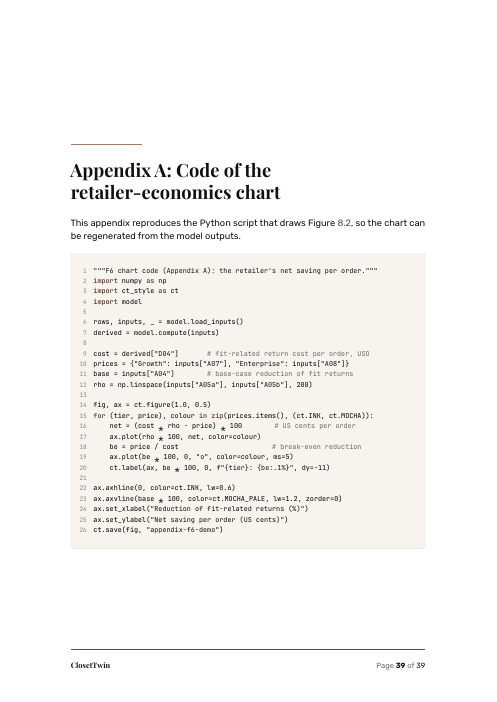 Appendix A: Code of the
retailer-economics chart
This appendix reproduces the Python script that draws Figure 8.2, so the chart can
be regenerated from the model outputs.
1 """F6 chart code (Appendix A): the retailer's net saving per order."""
2 import numpy as np
3 import ct_style as ct
4 import model
5
6 rows, inputs, _ = model.load_inputs()
7 derived = model.compute(inputs)
8
9 cost = derived["D04"] # fit-related return cost per order, USD
10 prices = {"Growth": inputs["A07"], "Enterprise": inputs["A08"]}
11 base = inputs["A04"] # base-case reduction of fit returns
12 rho = np.linspace(inputs["A05a"], inputs["A05b"], 200)
13
14 fig, ax = ct.figure(1.0, 0.5)
15 for (tier, price), colour in zip(prices.items(), (ct.INK, ct.MOCHA)):
16 net = (cost * rho - price) * 100 # US cents per order
17 ax.plot(rho * 100, net, color=colour)
18 be = price / cost # break-even reduction
19 ax.plot(be * 100, 0, "o", color=colour, ms=5)
20 ct.label(ax, be * 100, 0, f"{tier}: {be:.1%}", dy=-11)
21
22 ax.axhline(0, color=ct.INK, lw=0.6)
23 ax.axvline(base * 100, color=ct.MOCHA_PALE, lw=1.2, zorder=0)
24 ax.set_xlabel("Reduction of fit-related returns (%)")
25 ax.set_ylabel("Net saving per order (US cents)")
26 ct.save(fig, "appendix-f6-demo")
ClosetTwin Page 39 of 39